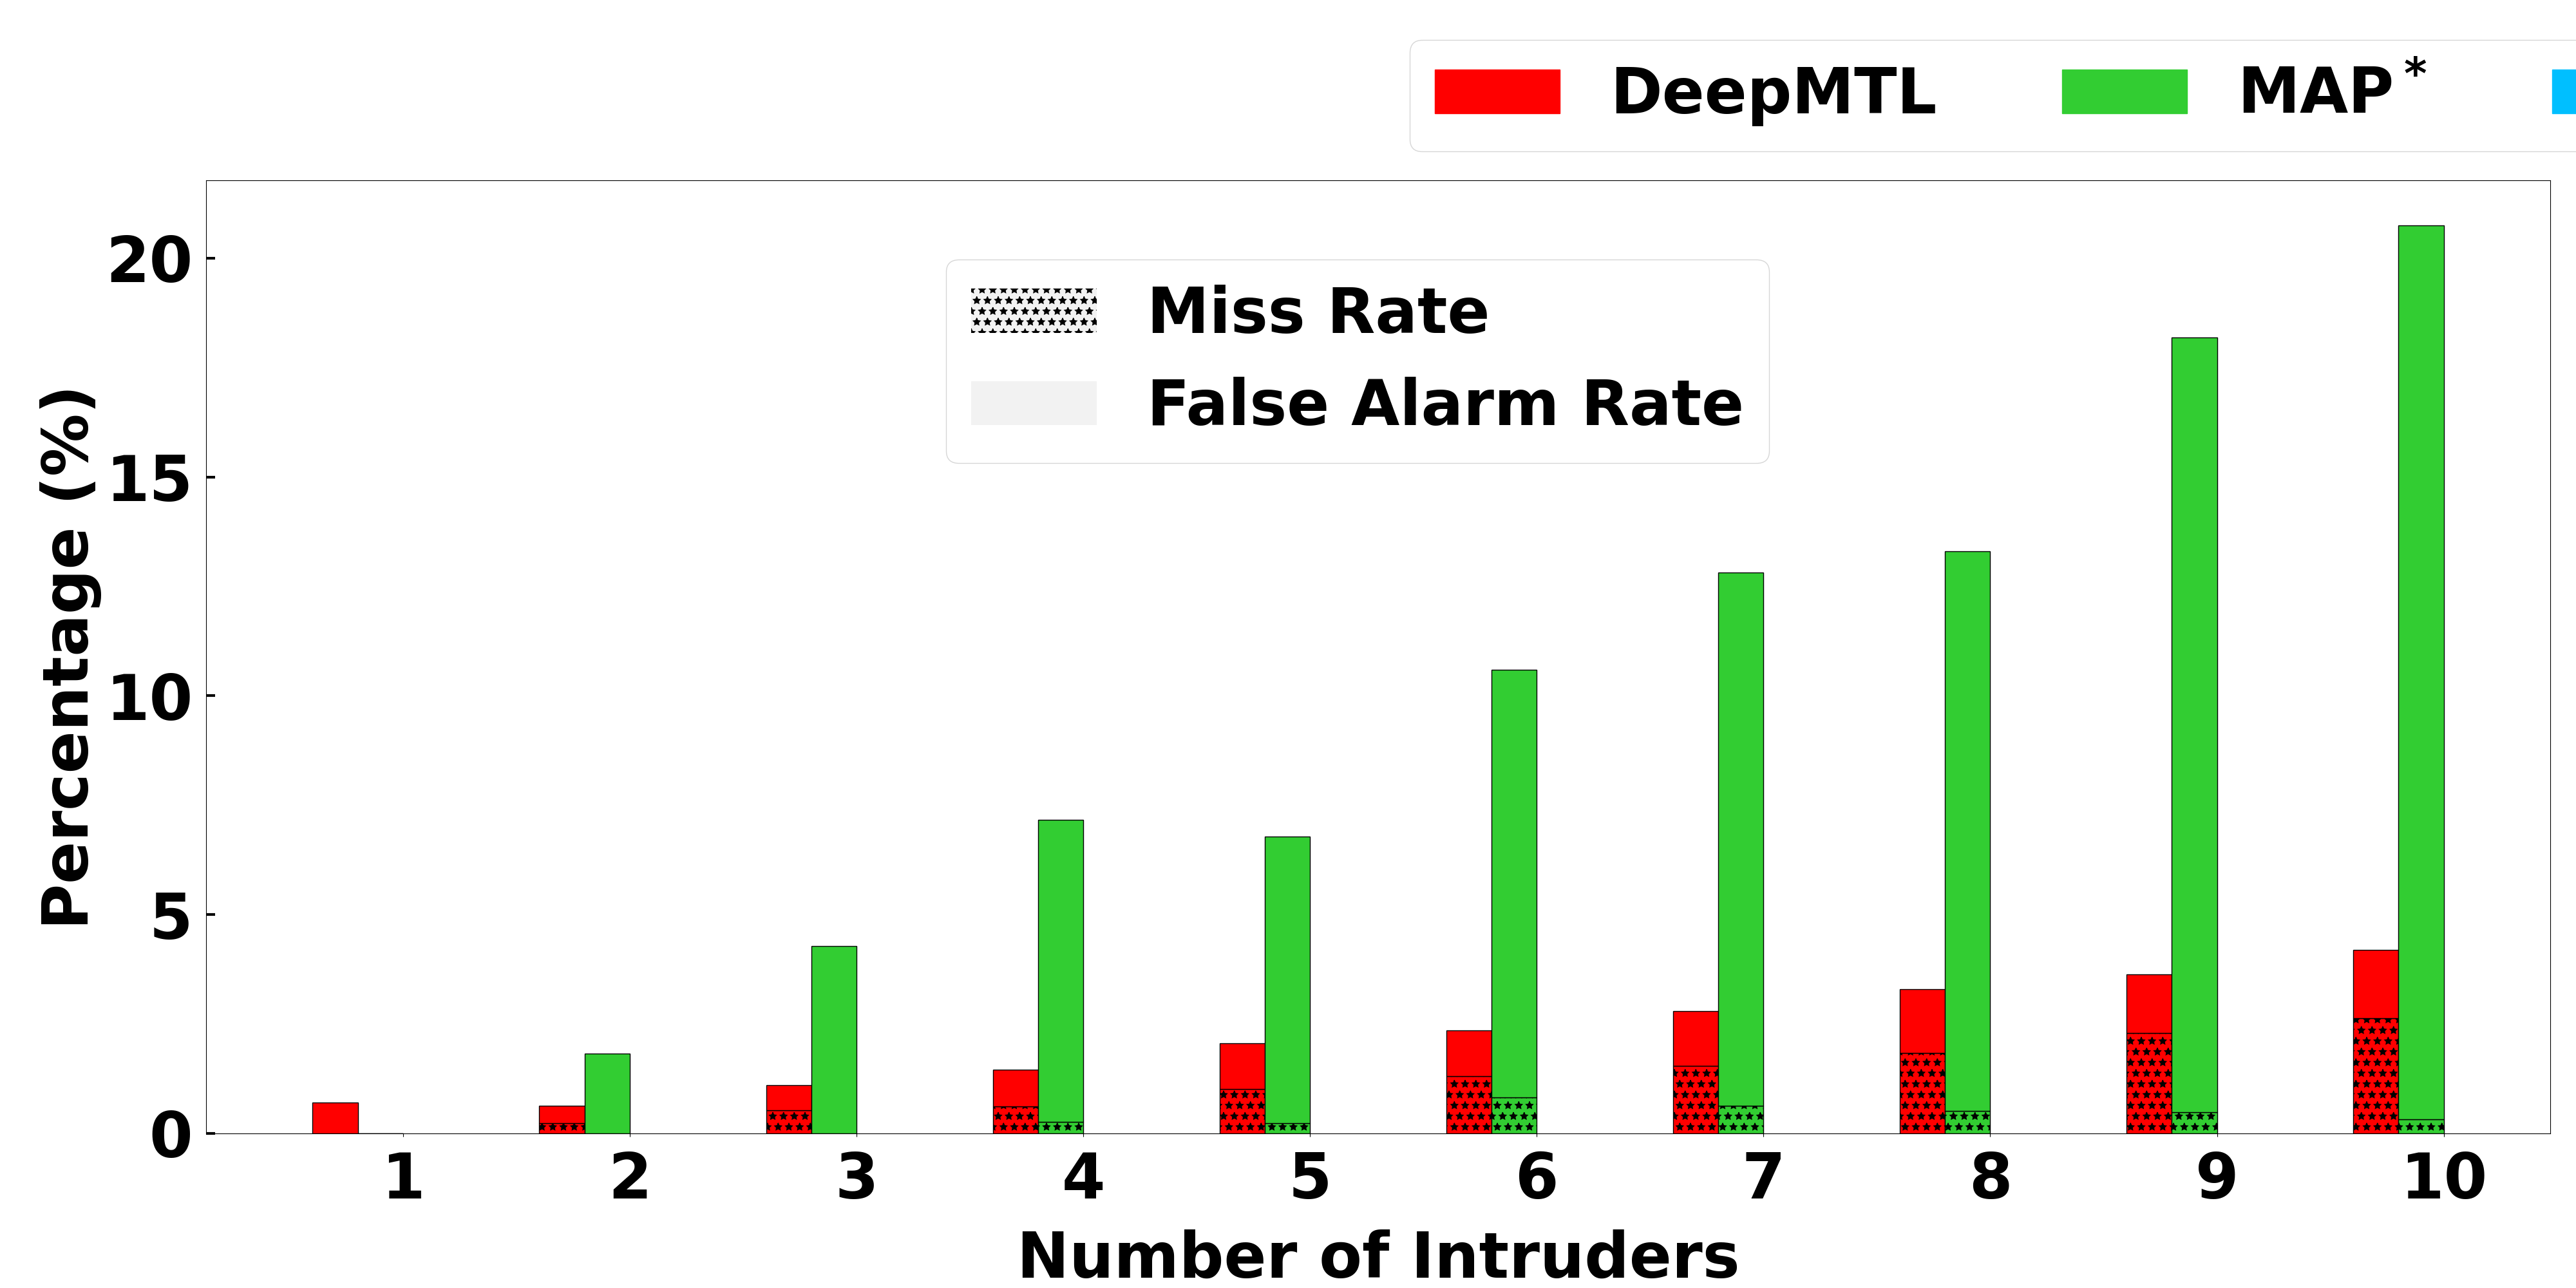 DeepMTL MAP*
Miss Rate
False Alarm Rate
Percentage (%)
20
15
10
5
0
1 2 3 4 5 6 7 8 9 10
Number of Intruders